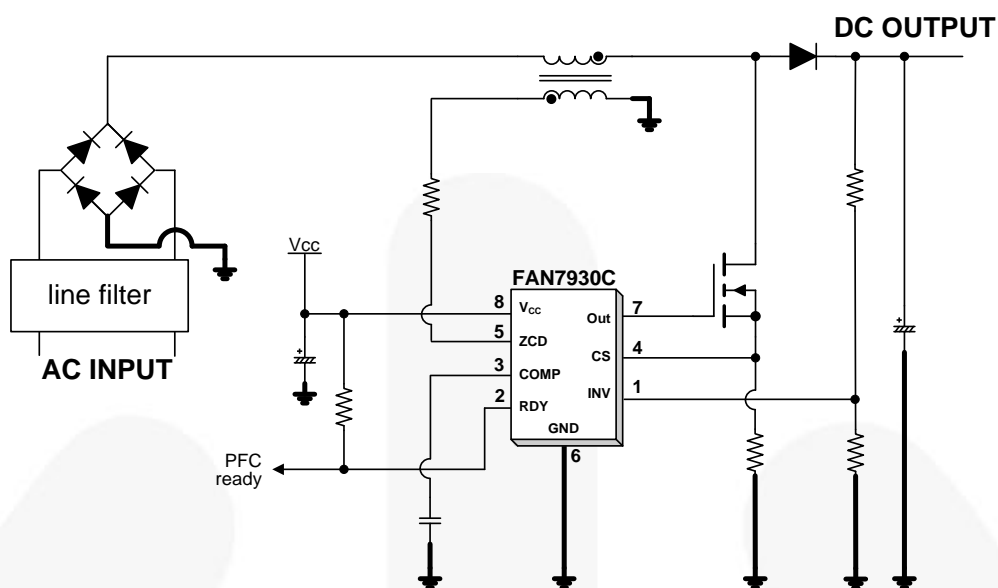 DC OUTPUT
Vcc
FAN7930C
line filter
8 VCC
Out 7
5 ZCD
CS 4
AC INPUT
3 COMP
INV 1
2 RDY
GND
6
PFC
ready